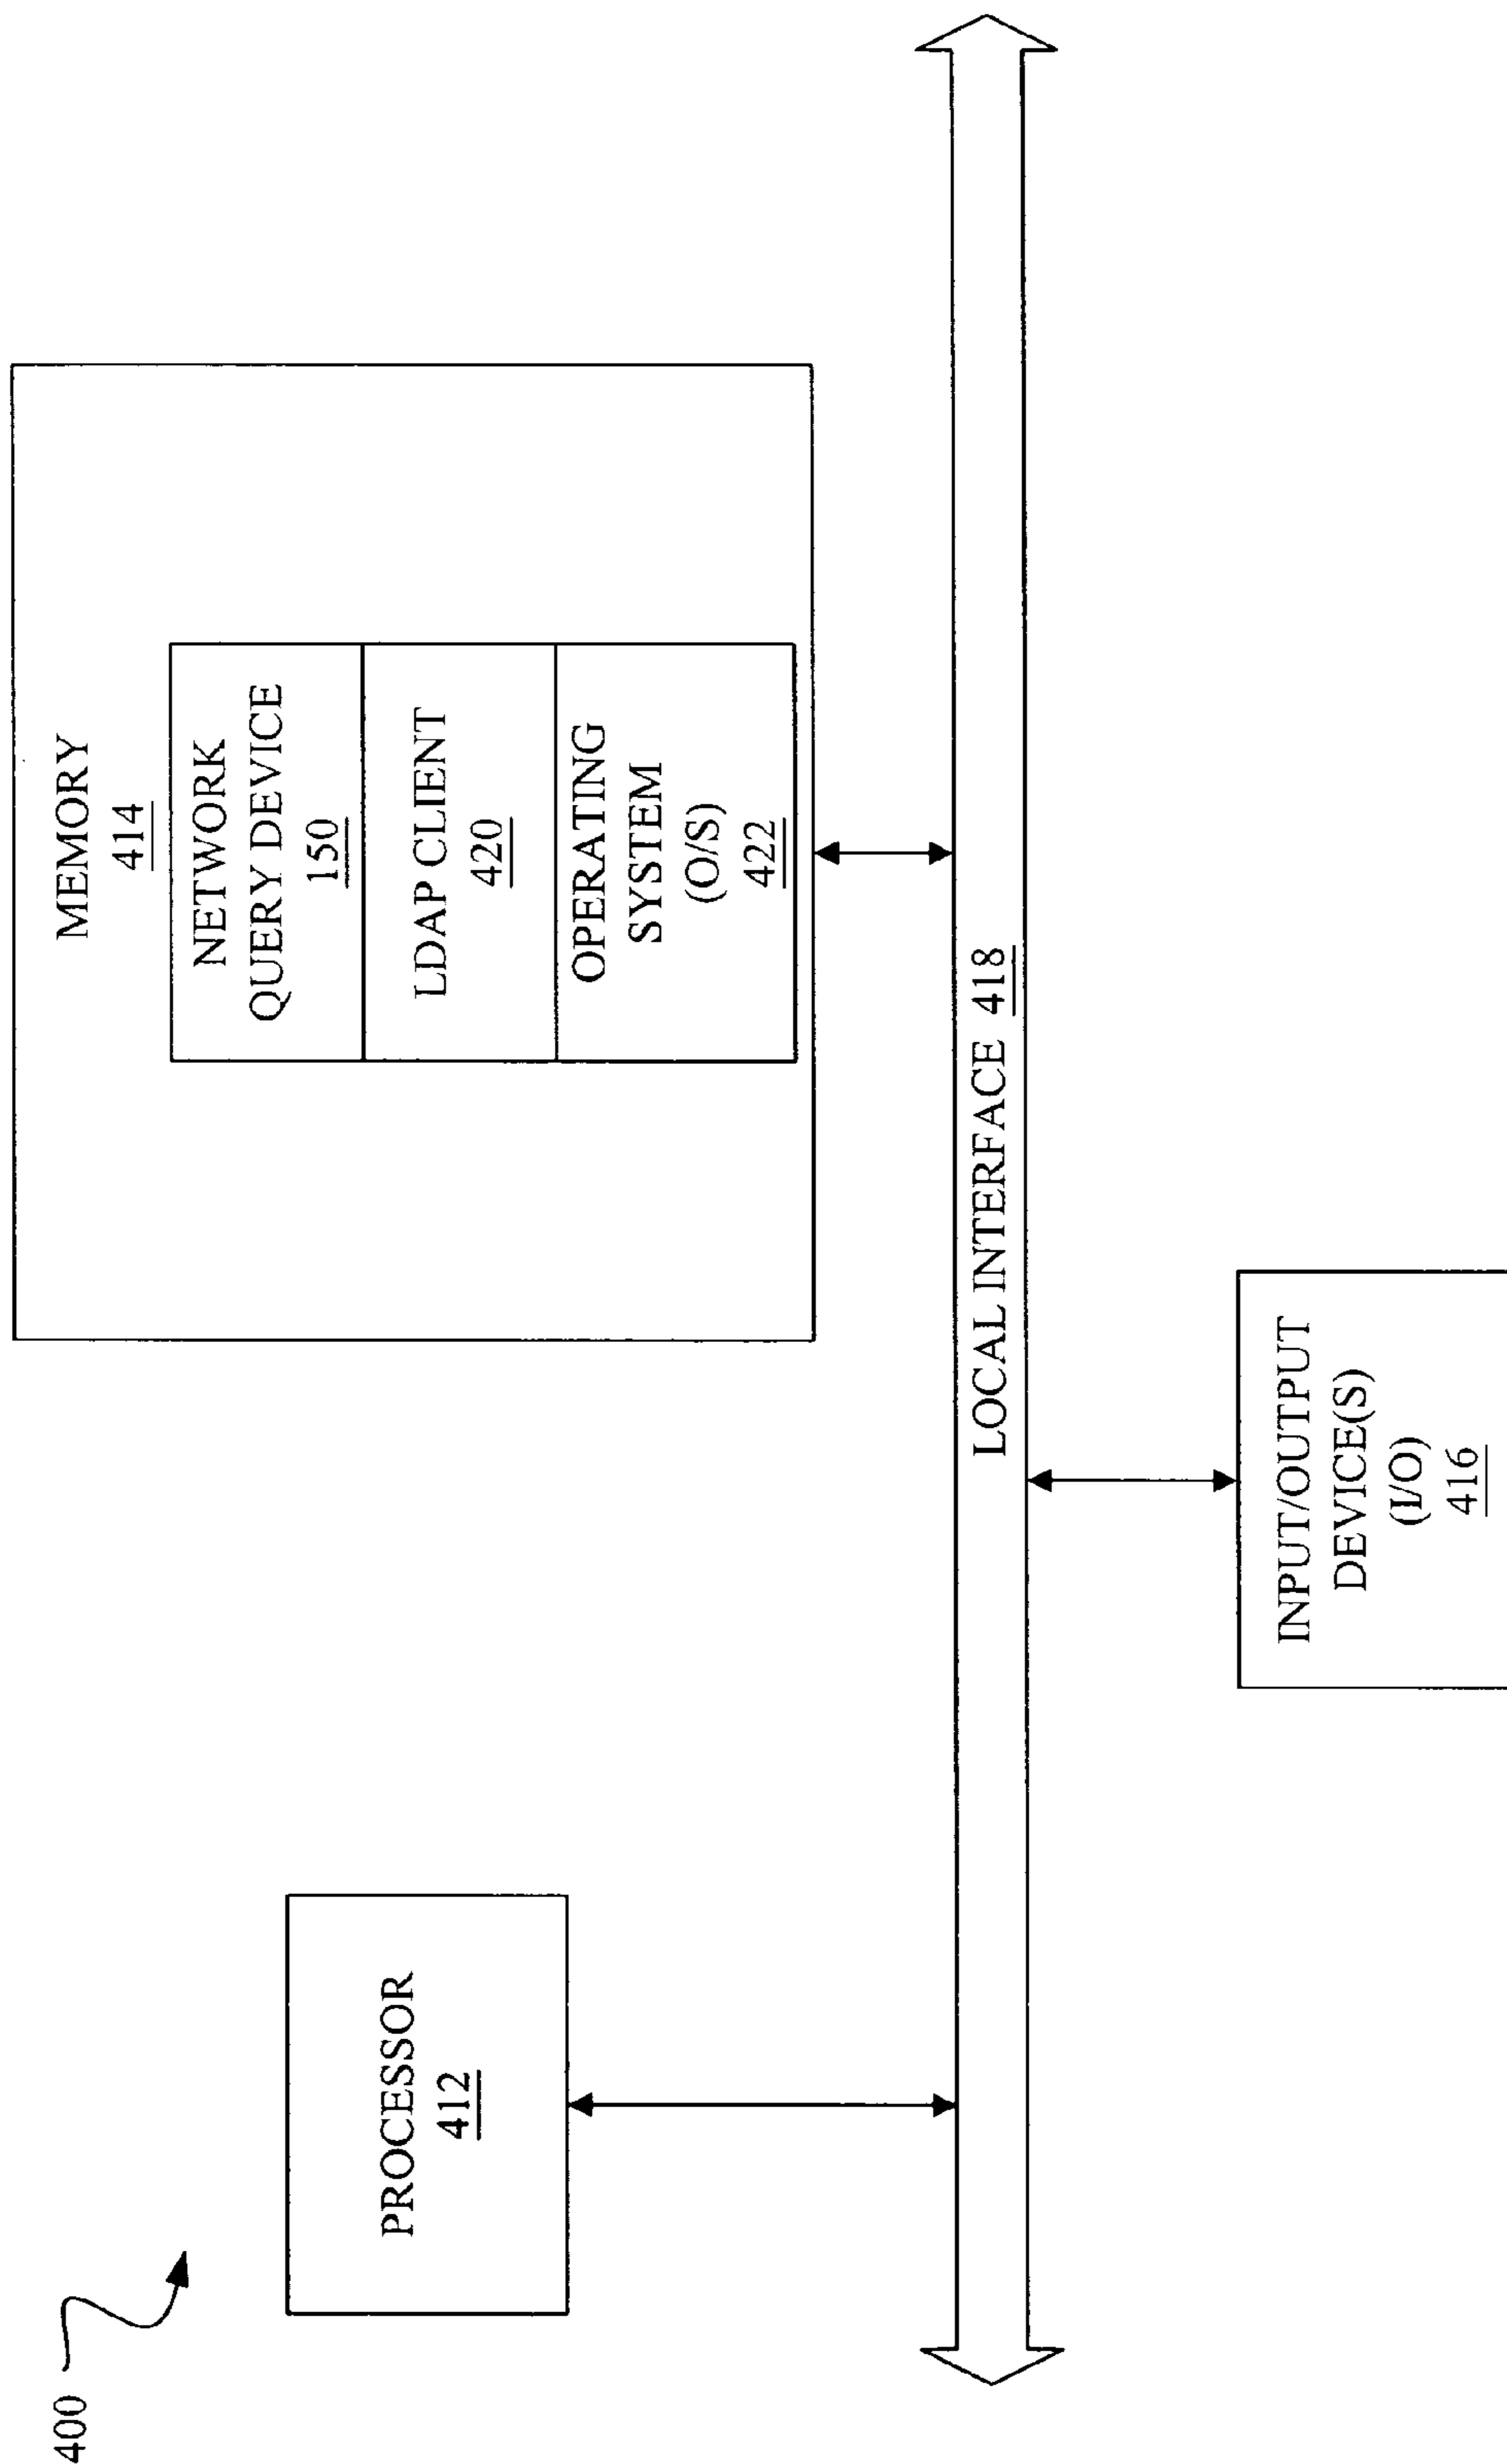 400
PROCESSOR
412
MEMORY
414
NETWORK
QUERY DEVICE
150
LDAP CLIENT
420
OPERATING
SYSTEM
(O/S)
422
LOCAL INTERFACE 418
INPUT/OUTPUT
DEVICE(S)
(I/O)
416